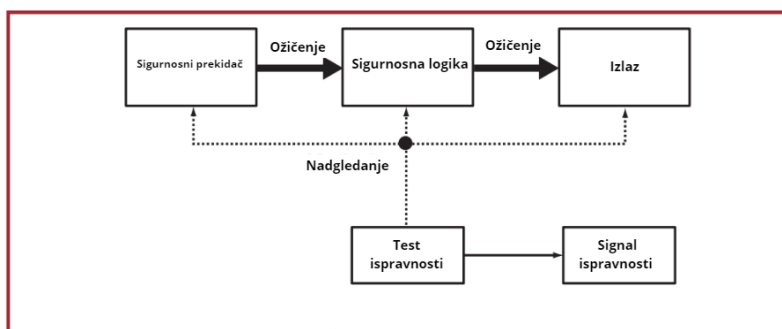 Ožičenje
Ožičenje
Sigurnosni prekidač
Sigurnosna logika
Izlaz
Nadgledanje
Test
ispravnosti
Signal
ispravnosti